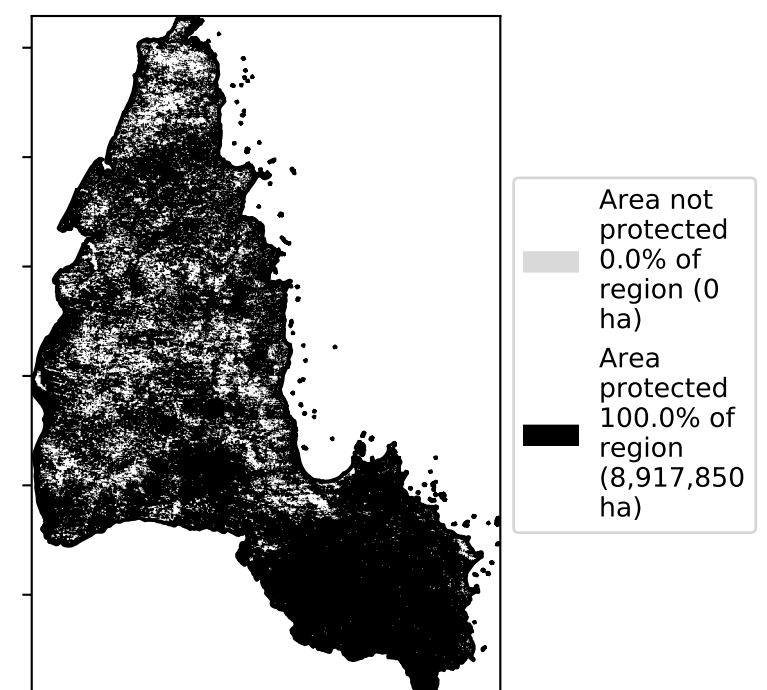 Area not
protected
0.0% of
region (0
ha)
Area
protected
100.0% of
region
(8,917,850
ha)